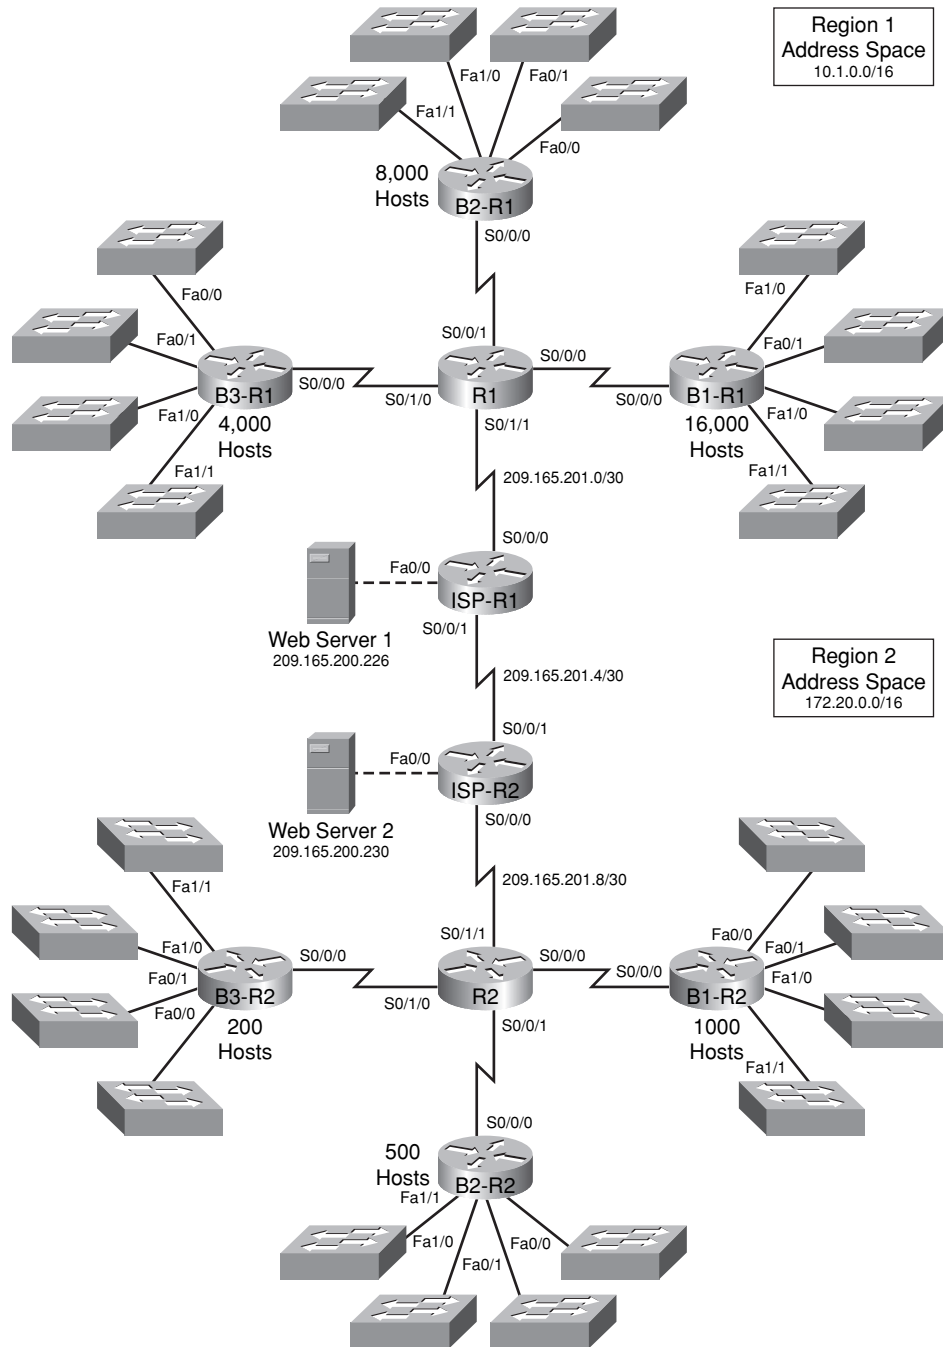 Region 1
Address Space
10.1.0.0/16
Fa1/0
Fa0/1
Fa1/1
Fa0/0
8,000
Hosts
B2-R1
S0/0/0
Fa0/0
Fa1/0
Fa0/1
Fa0/1
S0/0/1
S0/0/0
S0/0/0
B3-R1
R1
B1-R1
Fa1/0
S0/1/0
S0/0/0
Fa1/0
4,000
Hosts
S0/1/1
16,000
Hosts
Fa1/1
Fa1/1
209.165.201.0/30
S0/0/0
Fa0/0
ISP-R1
S0/0/1
Web Server 1
209.165.200.226
209.165.201.4/30
Region 2
Address Space
172.20.0.0/16
S0/0/1
Fa0/0
ISP-R2
S0/0/0
Web Server 2
209.165.200.230
209.165.201.8/30
Fa1/1
S0/1/1
Fa0/0
Fa1/0
Fa0/1
S0/0/0
S0/0/0
S0/0/0
Fa0/1
Fa1/0
B3-R2
R2
B1-R2
Fa0/0
S0/1/0
200
Hosts
S0/0/1
1000
Hosts
Fa1/1
S0/0/0
500
Hosts
B2-R2
Fa1/1
Fa1/0
Fa0/0
Fa0/1